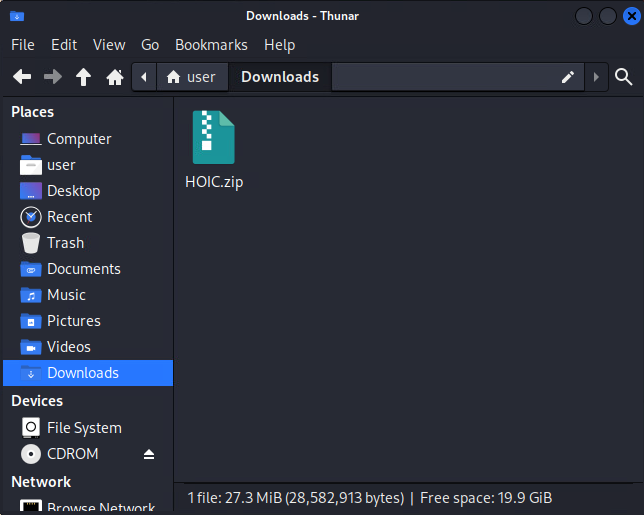 Downloads - Thunar
File Edit View Go Bookmarks Help
user Downloads
Places
Computer
user
Desktop
Recent
Trash
Documents
Music
Pictures
Videos
Downloads
Devices
File System
CDROM
Network
Browse Network
HOIC.zip
1 file: 27.3 MiB (28,582,913 bytes) | Free space: 19.9 GiB